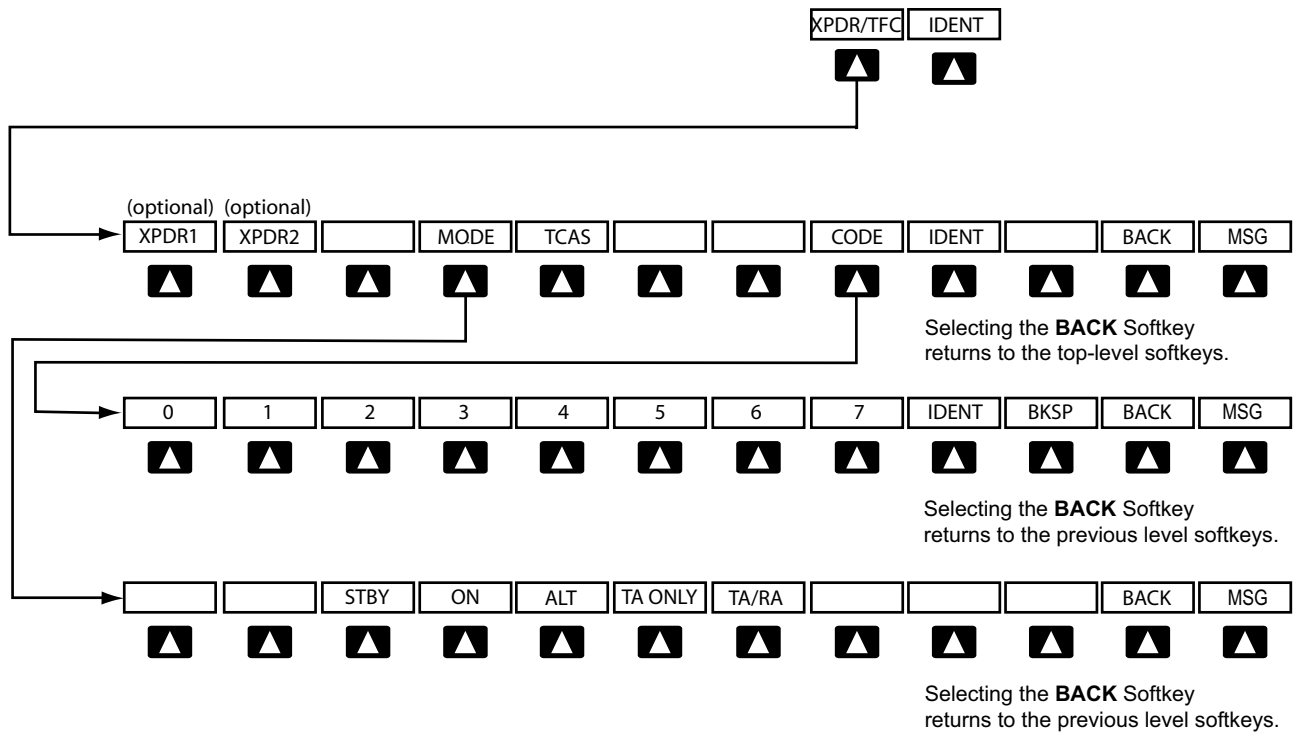 XPDR/TFC IDENT
(optional) (optional)
XPDR1 XPDR2 MODE TCAS CODE IDENT BACK MSG
Selecting the BACK Softkey
returns to the top-level softkeys.
0 1 2 3 4 5 6 7 IDENT BKSP BACK MSG
Selecting the BACK Softkey
returns to the previous level softkeys.
STBY ON ALT TA ONLY TA/RA BACK MSG
Selecting the BACK Softkey
returns to the previous level softkeys.